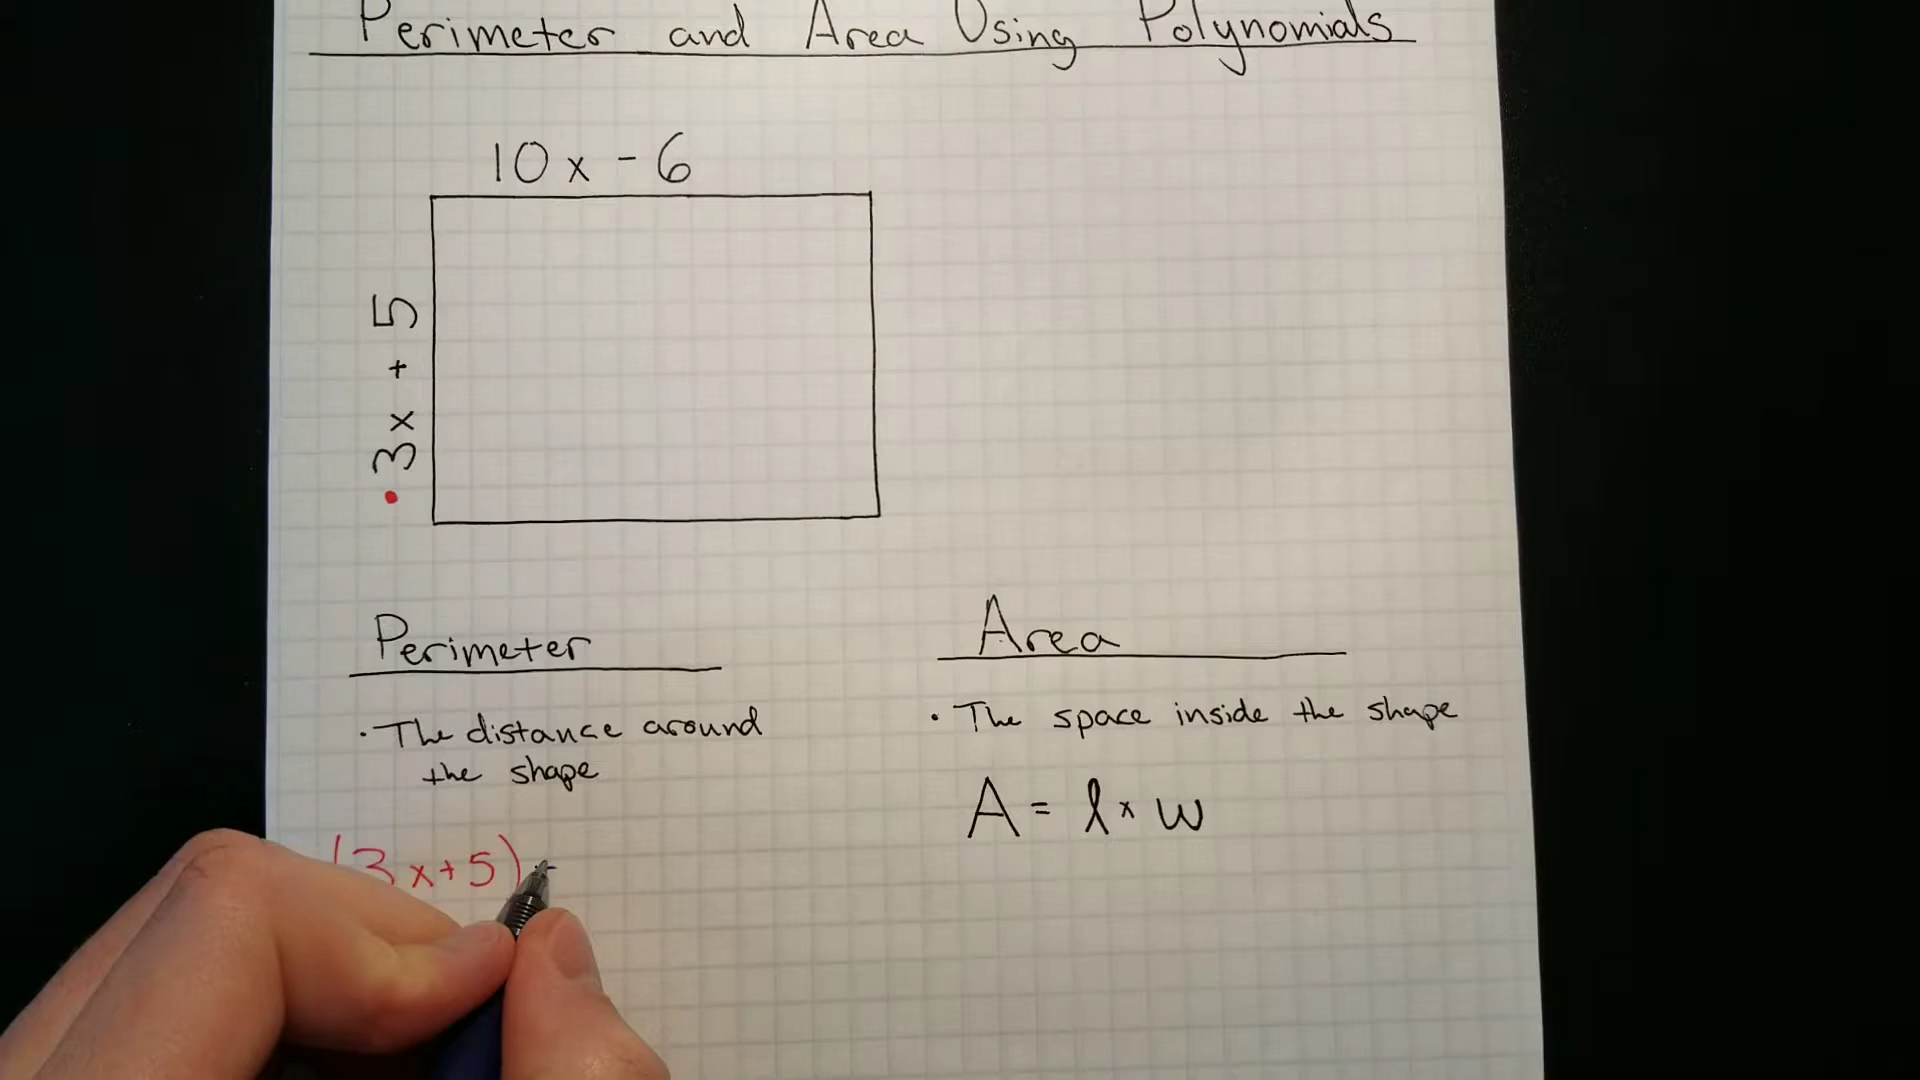 Perimeter and Area Using Polynomials
10x - 6
3x + 5
Perimeter
• The distance around
the shape
(3x+5) +
Area
• The space inside the shape
A = l × w